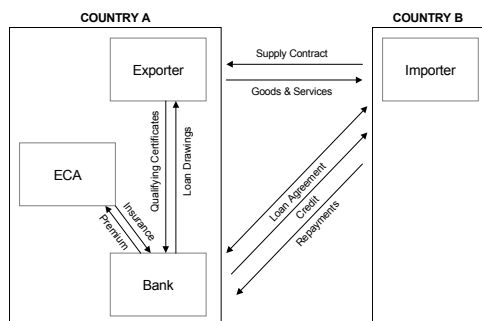 COUNTRY A
COUNTRY B
Exporter
Supply Contract
Importer
Goods & Services
Qualifying Certificates
Loan Drawings
ECA
Insurance
Premium
Loan Agreement
Credit
Repayments
Bank